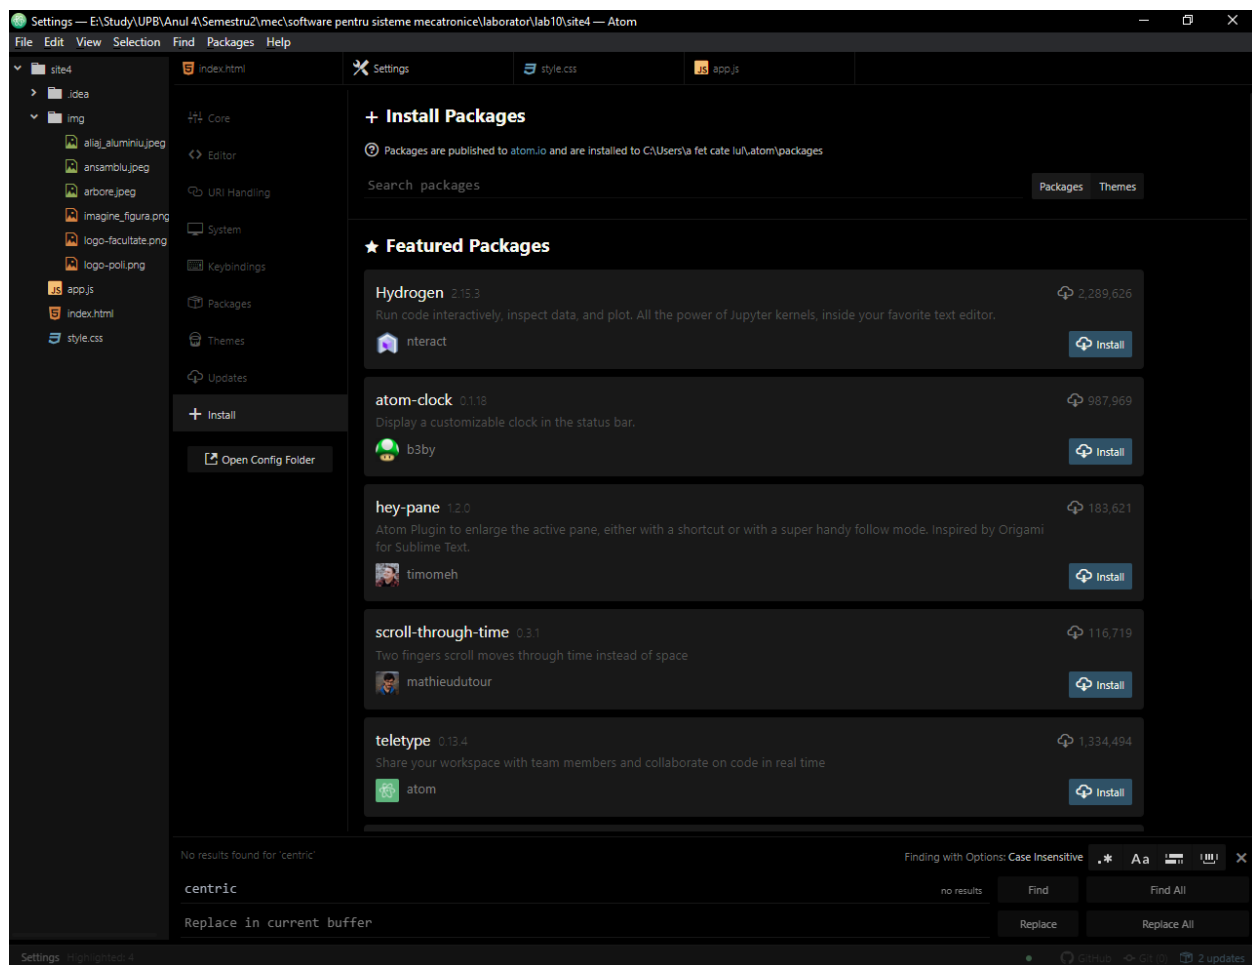 Settings — E:\Study\UPB\Anul 4\Semestru2\mec\software pentru sisteme mecatronice\laborator\lab10\site4 — Atom
File Edit View Selection Find Packages Help
site4
.idea
img
aliaj_aluminiu.jpeg
ansamblu.jpeg
arbore.jpeg
imagine_figura.png
logo-facultate.png
logo-poli.png
app.js
index.html
style.css
index.html
Settings
style.css
app.js
Core
Editor
URI Handling
System
Keybindings
Packages
Themes
Updates
Install
Open Config Folder
Install Packages
Packages are published to atom.io and are installed to C:\Users\a fet cate lul\.atom\packages
Search packages
Packages Themes
Featured Packages
Hydrogen 2.15.3 2,289,626
Run code interactively, inspect data, and plot. All the power of Jupyter kernels, inside your favorite text editor.
nteract Install
atom-clock 0.1.18 987,969
Display a customizable clock in the status bar.
b3by Install
hey-pane 1.2.0 183,621
Atom Plugin to enlarge the active pane, either with a shortcut or with a super handy follow mode. Inspired by Origami
for Sublime Text.
timomeh Install
scroll-through-time 0.3.1 116,719
Two fingers scroll moves through time instead of space
mathieudutour Install
teletype 0.13.4 1,334,494
Share your workspace with team members and collaborate on code in real time
atom Install
No results found for 'centric' Finding with Options: Case Insensitive .* Aa
centric no results Find Find All
Replace in current buffer Replace Replace All
Settings Highlighted: 4 GitHub Git (0) 2 updates